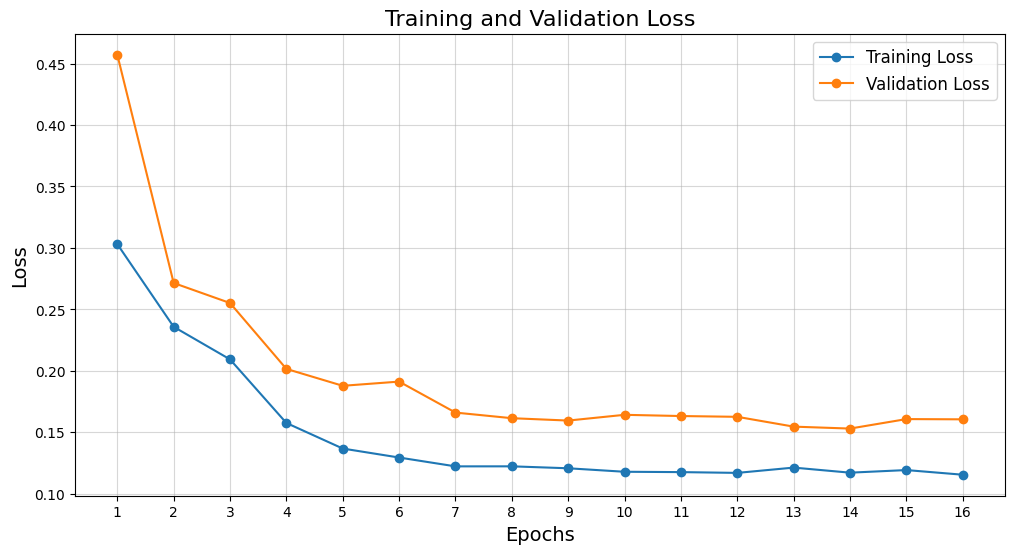 Training and Validation Loss
Training Loss
Validation Loss
Loss
0.45
0.40
0.35
0.30
0.25
0.20
0.15
0.10
1 2 3 4 5 6 7 8 9 10 11 12 13 14 15 16
Epochs